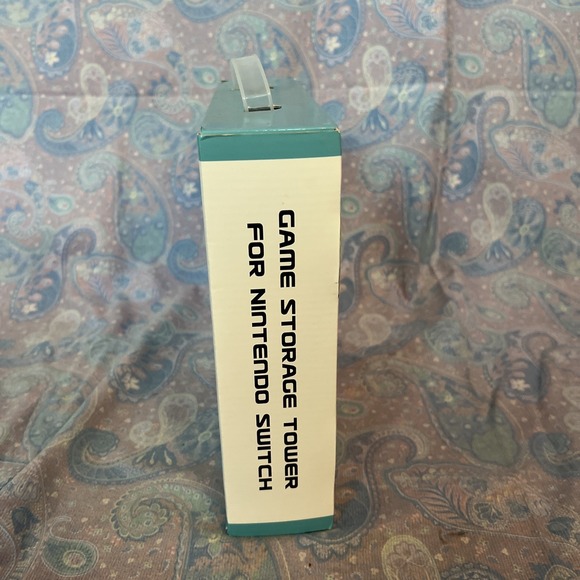 GAME STORAGE TOWER
FOR NINTENDO SWITCH